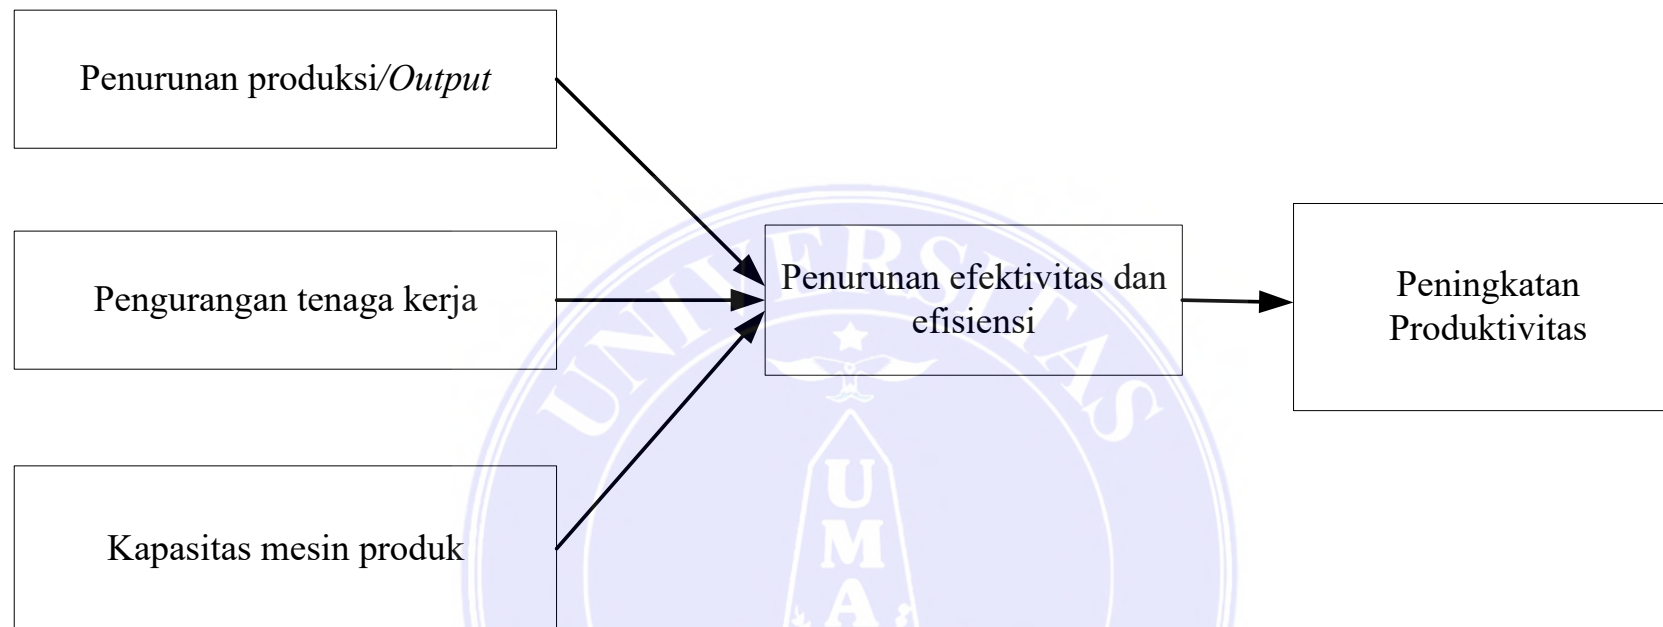 Penurunan produksi/Output
Pengurangan tenaga kerja
Kapasitas mesin produk
Penurunan efektivitas dan
efisiensi
Peningkatan
Produktivitas
UNIVERSITAS
UMA